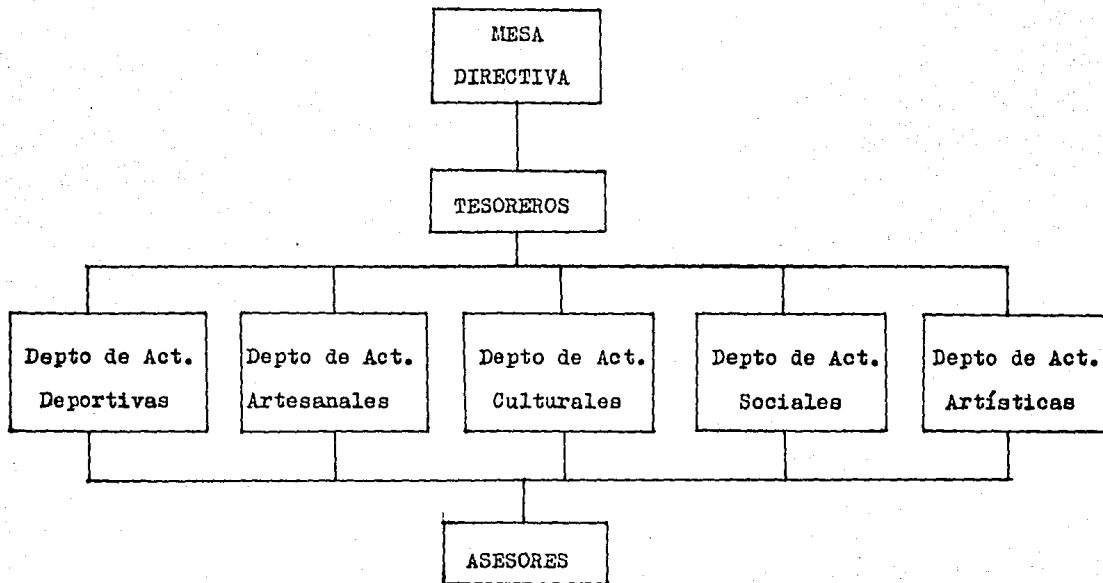 MESA
DIRECTIVA
TESOREROS
Depto de Act.
Deportivas
Depto de Act.
Artesanales
Depto de Act.
Culturales
Depto de Act.
Sociales
Depto de Act.
Artísticas
ASESORES